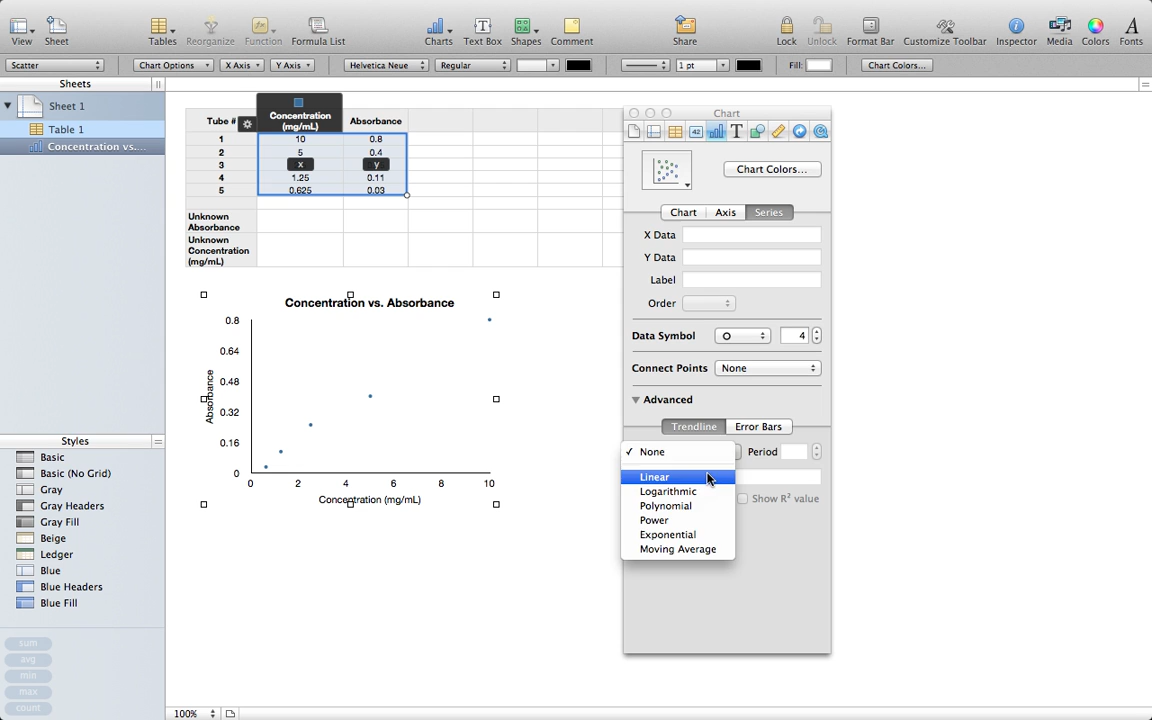 View Sheet Tables Reorganize Function Formula List Charts Text Box Shapes Comment Share Lock Unlock Format Bar Customize Toolbar Inspector Media Colors Fonts
Scatter Chart Options X Axis Y Axis Helvetica Neue Regular 1 pt Fill: Chart Colors...
Sheets
Sheet 1
Table 1
Concentration vs....
Styles
Basic
Basic (No Grid)
Gray
Gray Headers
Gray Fill
Beige
Ledger
Blue
Blue Headers
Blue Fill
sum
avg
min
max
count
Tube # Concentration (mg/mL) Absorbance
1 10 0.8
2 5 0.4
3 x y
4 1.25 0.11
5 0.625 0.03
Unknown
Absorbance
Unknown
Concentration
(mg/mL)
Concentration vs. Absorbance
0.8
0.64
0.48
0.32
0.16
0
Absorbance
0 2 4 6 8 10
Concentration (mg/mL)
Chart
42 T
Chart Colors...
Chart Axis Series
X Data
Y Data
Label
Order
Data Symbol 4
Connect Points None
Advanced
Trendline Error Bars
✓ None Period
Linear
Logarithmic Show R² value
Polynomial
Power
Exponential
Moving Average
100%